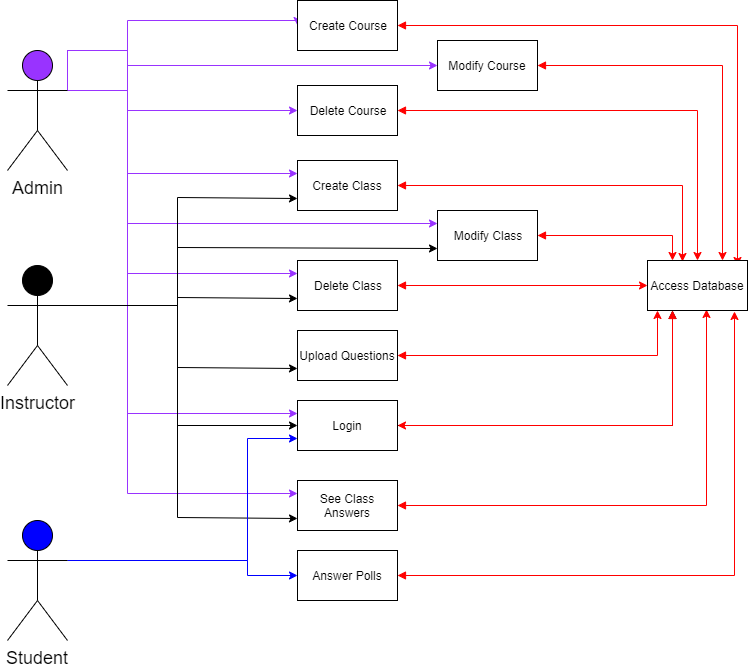 Create Course
Modify Course
Delete Course
Admin
Create Class
Modify Class
Delete Class
Access Database
Upload Questions
Instructor
Login
See Class
Answers
Answer Polls
Student